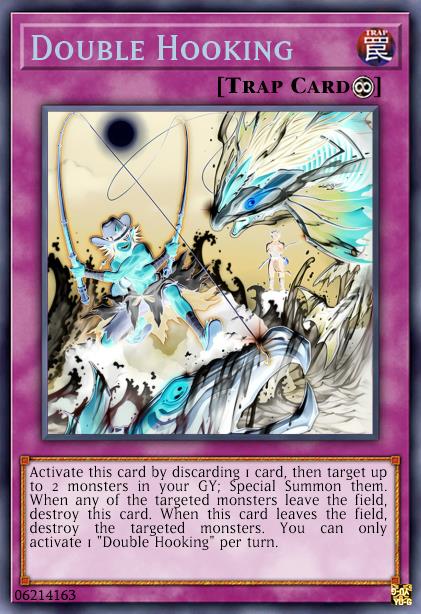 DOUBLE HOOKING
TRAP
罠
[TRAP CARD♾]
Activate this card by discarding 1 card, then target up
to 2 monsters in your GY; Special Summon them.
When any of the targeted monsters leave the field,
destroy this card. When this card leaves the field,
destroy the targeted monsters. You can only
activate 1 "Double Hooking" per turn.
06214163